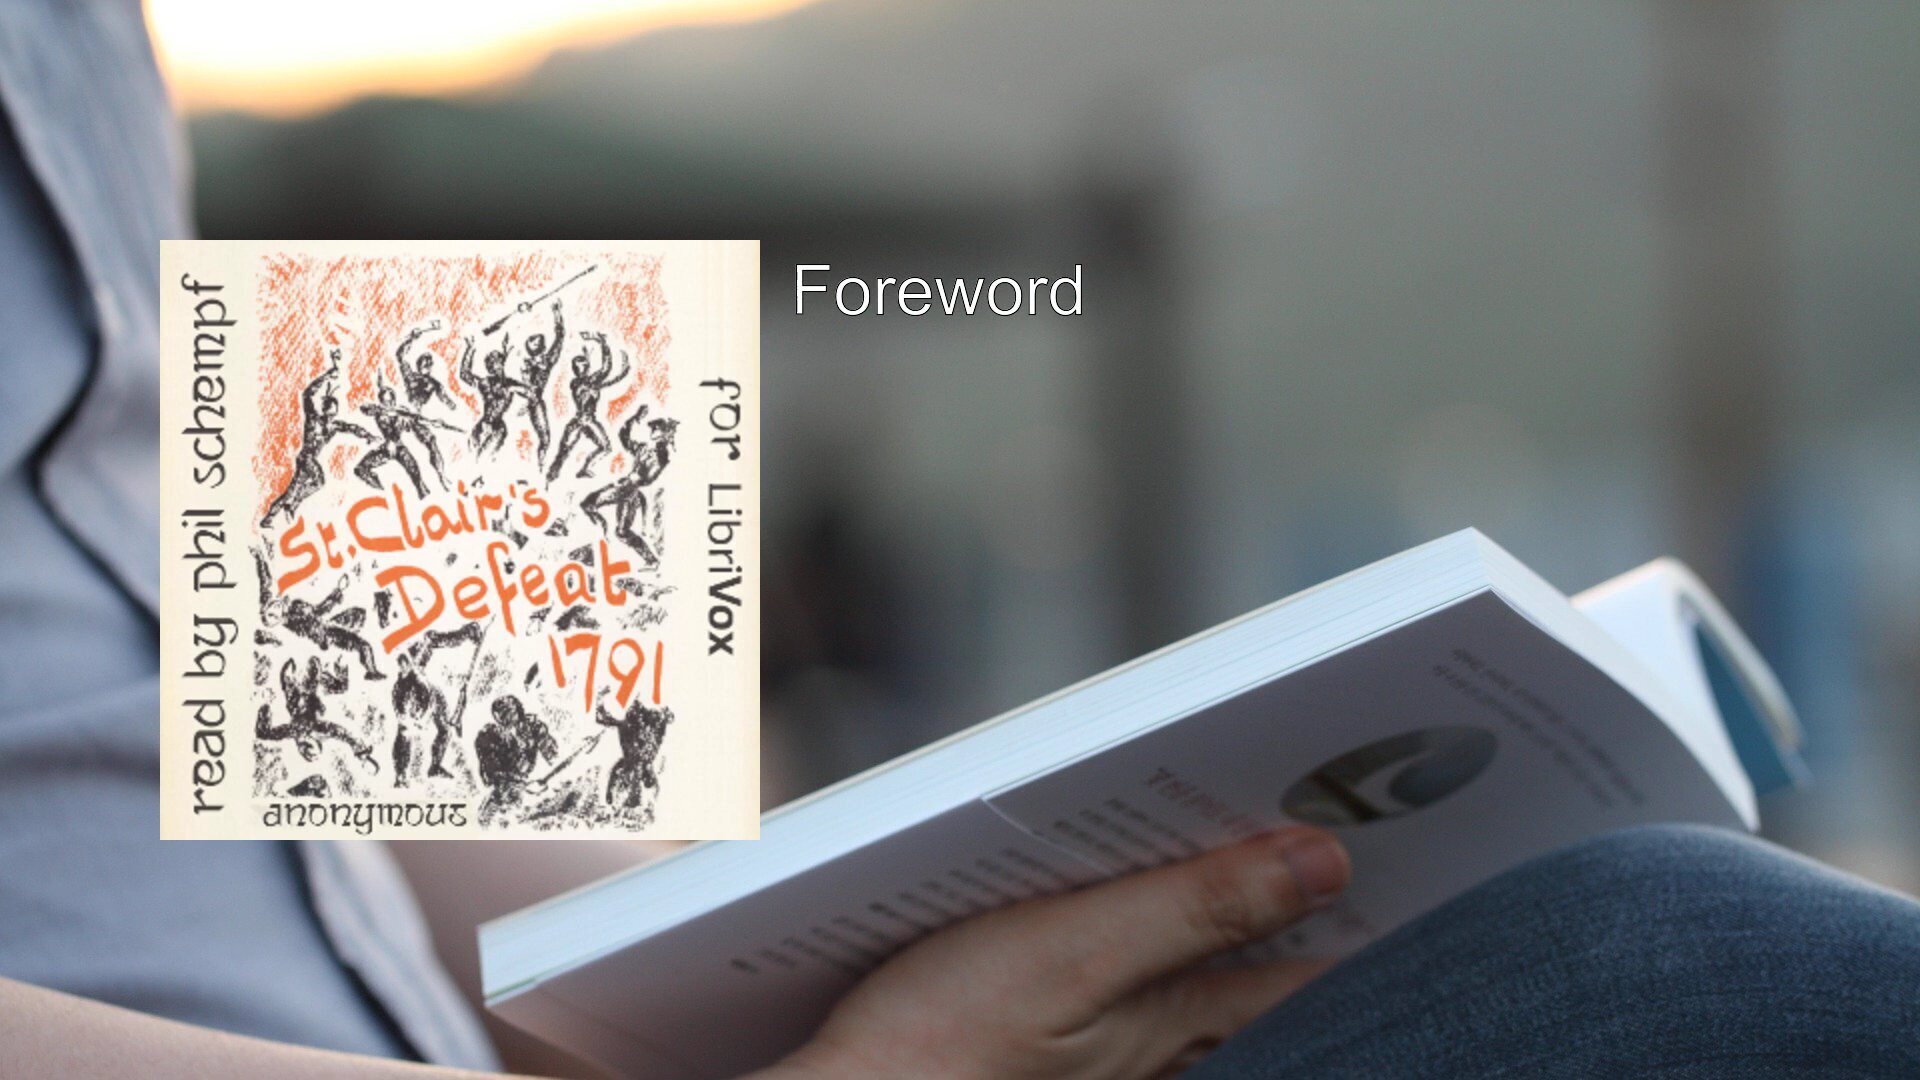 read by phil schempf
St. Clair's
Defeat
1791
anonymous
for LibriVox
Foreword